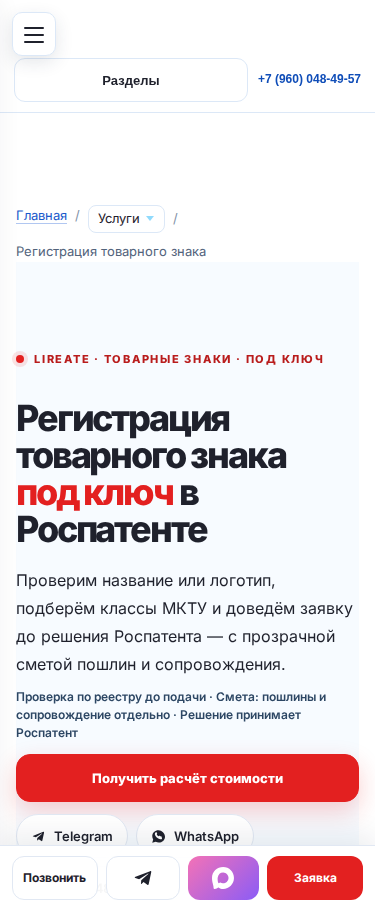 Разделы
+7 (960) 048-49-57
Главная / Услуги /
Регистрация товарного знака
LIREATE · ТОВАРНЫЕ ЗНАКИ · ПОД КЛЮЧ
Регистрация
товарного знака
под ключ в
Роспатенте
Проверим название или логотип,
подберём классы МКТУ и доведём заявку
до решения Роспатента — с прозрачной
сметой пошлин и сопровождения.
Проверка по реестру до подачи · Смета: пошлины и
сопровождение отдельно · Решение принимает
Роспатент
Получить расчёт стоимости
Telegram WhatsApp
Позвонить Заявка